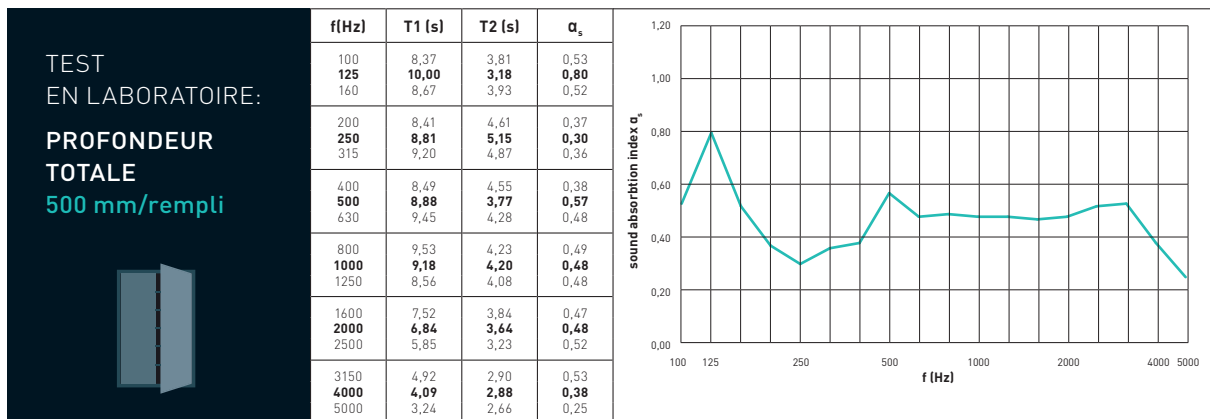 TEST
EN LABORATOIRE:
PROFONDEUR
TOTALE
500 mm/rempli
f(Hz) T1 (s) T2 (s) αs
100 8,37 3,81 0,53
125 10,00 3,18 0,80
160 8,67 3,93 0,52
200 8,41 4,61 0,37
250 8,81 5,15 0,30
315 9,20 4,87 0,36
400 8,49 4,55 0,38
500 8,88 3,77 0,57
630 9,45 4,28 0,48
800 9,53 4,23 0,49
1000 9,18 4,20 0,48
1250 8,56 4,08 0,48
1600 7,52 3,84 0,47
2000 6,84 3,64 0,48
2500 5,85 3,23 0,52
3150 4,92 2,90 0,53
4000 4,09 2,88 0,38
5000 3,24 2,66 0,25
sound absorbtion index αs
1,20
1,00
0,80
0,60
0,40
0,20
0,00
100 125 250 500 1000 2000 4000 5000
f (Hz)